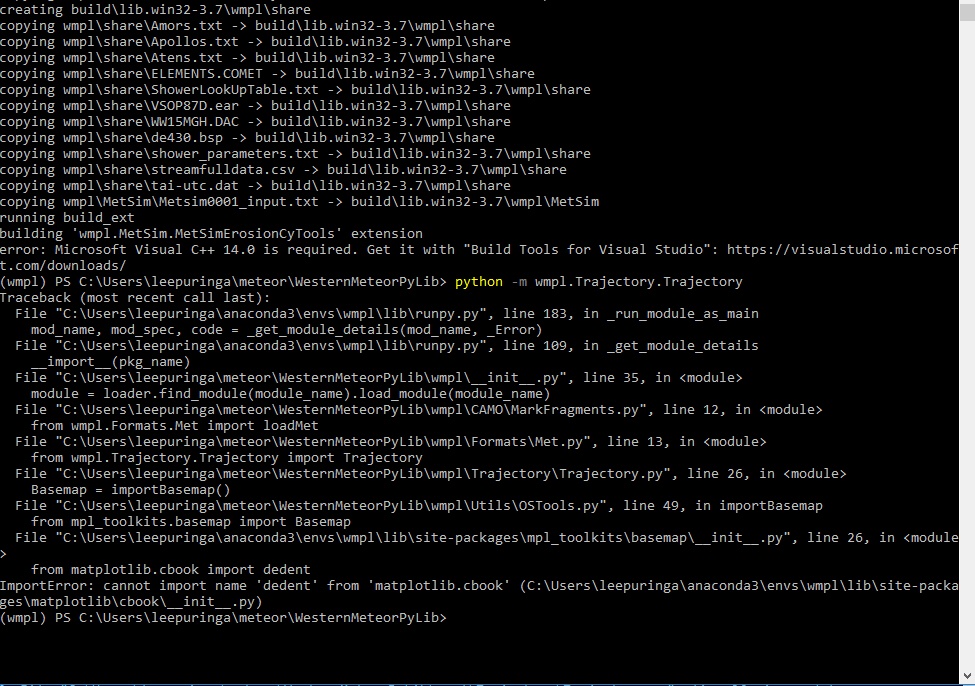 creating build\lib.win32-3.7\wmpl\share
copying wmpl\share\Amors.txt -> build\lib.win32-3.7\wmpl\share
copying wmpl\share\Apollos.txt -> build\lib.win32-3.7\wmpl\share
copying wmpl\share\Atens.txt -> build\lib.win32-3.7\wmpl\share
copying wmpl\share\ELEMENTS.COMET -> build\lib.win32-3.7\wmpl\share
copying wmpl\share\ShowerLookUpTable.txt -> build\lib.win32-3.7\wmpl\share
copying wmpl\share\VSOP87D.ear -> build\lib.win32-3.7\wmpl\share
copying wmpl\share\WW15MGH.DAC -> build\lib.win32-3.7\wmpl\share
copying wmpl\share\de430.bsp -> build\lib.win32-3.7\wmpl\share
copying wmpl\share\shower_parameters.txt -> build\lib.win32-3.7\wmpl\share
copying wmpl\share\streamfulldata.csv -> build\lib.win32-3.7\wmpl\share
copying wmpl\share\tai-utc.dat -> build\lib.win32-3.7\wmpl\share
copying wmpl\MetSim\Metsim0001_input.txt -> build\lib.win32-3.7\wmpl\MetSim
running build_ext
building 'wmpl.MetSim.MetSimErosionCyTools' extension
error: Microsoft Visual C++ 14.0 is required. Get it with "Build Tools for Visual Studio": https://visualstudio.microsof
t.com/downloads/
(wmpl) PS C:\Users\leepuringa\meteor\WesternMeteorPyLib> python -m wmpl.Trajectory.Trajectory
Traceback (most recent call last):
  File "C:\Users\leepuringa\anaconda3\envs\wmpl\lib\runpy.py", line 183, in _run_module_as_main
    mod_name, mod_spec, code = _get_module_details(mod_name, _Error)
  File "C:\Users\leepuringa\anaconda3\envs\wmpl\lib\runpy.py", line 109, in _get_module_details
    __import__(pkg_name)
  File "C:\Users\leepuringa\meteor\WesternMeteorPyLib\wmpl\__init__.py", line 35, in <module>
    module = loader.find_module(module_name).load_module(module_name)
  File "C:\Users\leepuringa\meteor\WesternMeteorPyLib\wmpl\CAMO\MarkFragments.py", line 12, in <module>
    from wmpl.Formats.Met import loadMet
  File "C:\Users\leepuringa\meteor\WesternMeteorPyLib\wmpl\Formats\Met.py", line 13, in <module>
    from wmpl.Trajectory.Trajectory import Trajectory
  File "C:\Users\leepuringa\meteor\WesternMeteorPyLib\wmpl\Trajectory\Trajectory.py", line 26, in <module>
    Basemap = importBasemap()
  File "C:\Users\leepuringa\meteor\WesternMeteorPyLib\wmpl\Utils\OSTools.py", line 49, in importBasemap
    from mpl_toolkits.basemap import Basemap
  File "C:\Users\leepuringa\anaconda3\envs\wmpl\lib\site-packages\mpl_toolkits\basemap\__init__.py", line 26, in <module
>
    from matplotlib.cbook import dedent
ImportError: cannot import name 'dedent' from 'matplotlib.cbook' (C:\Users\leepuringa\anaconda3\envs\wmpl\lib\site-packa
ges\matplotlib\cbook\__init__.py)
(wmpl) PS C:\Users\leepuringa\meteor\WesternMeteorPyLib>